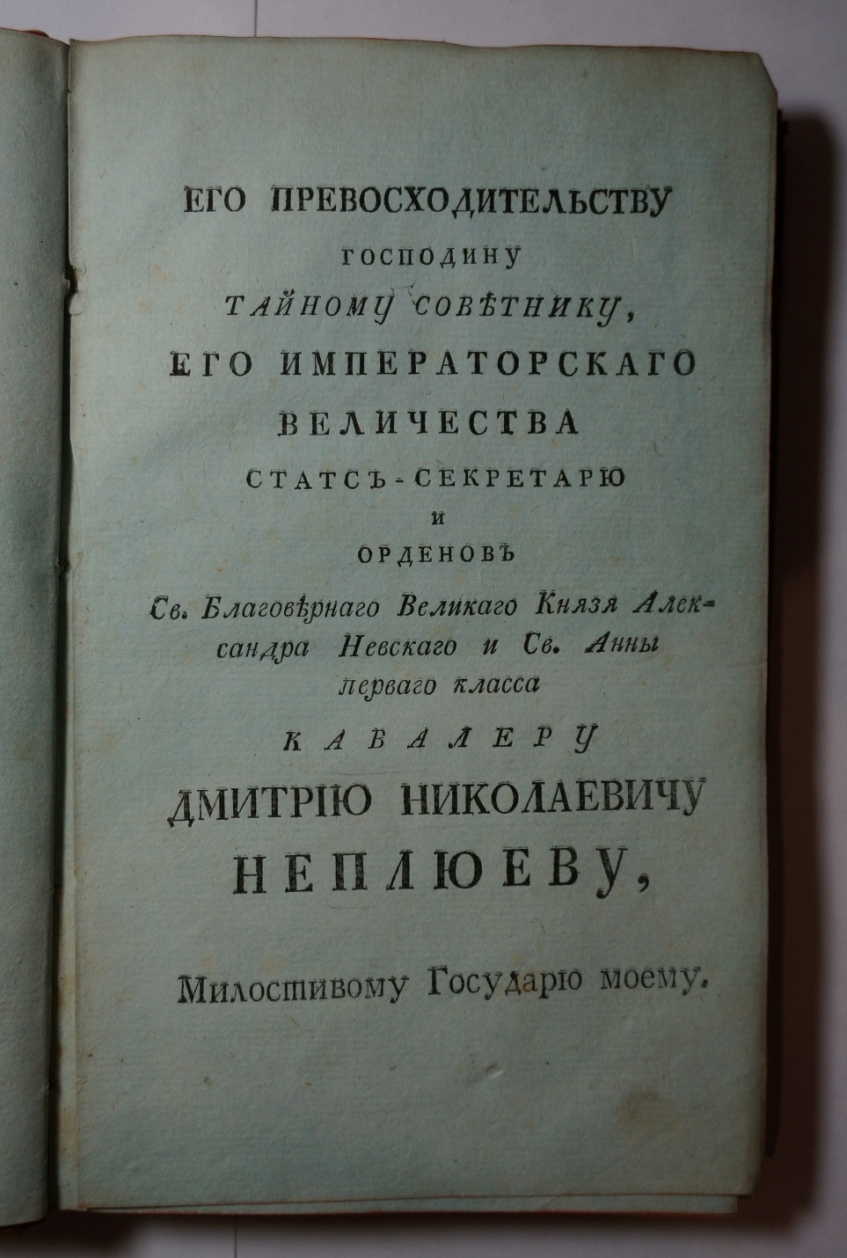 ЕГО ПРЕВОСХОДИТЕЛЬСТВУ
ГОСПОДИНУ
ТАЙНОМУ СОВѢТНИКУ,
ЕГО ИМПЕРАТОРСКАГО
ВЕЛИЧЕСТВА
СТАТСЪ-СЕКРЕТАРЮ
И
ОРДЕНОВЪ
Св. Благовѣрнаго Великаго Князя Алек-
сандра Невскаго и Св. Анны
перваго класса
КАВАЛЕРУ
ДМИТРІЮ НИКОЛАЕВИЧУ
НЕПЛЮЕВУ,
Милостивому Государю моему.